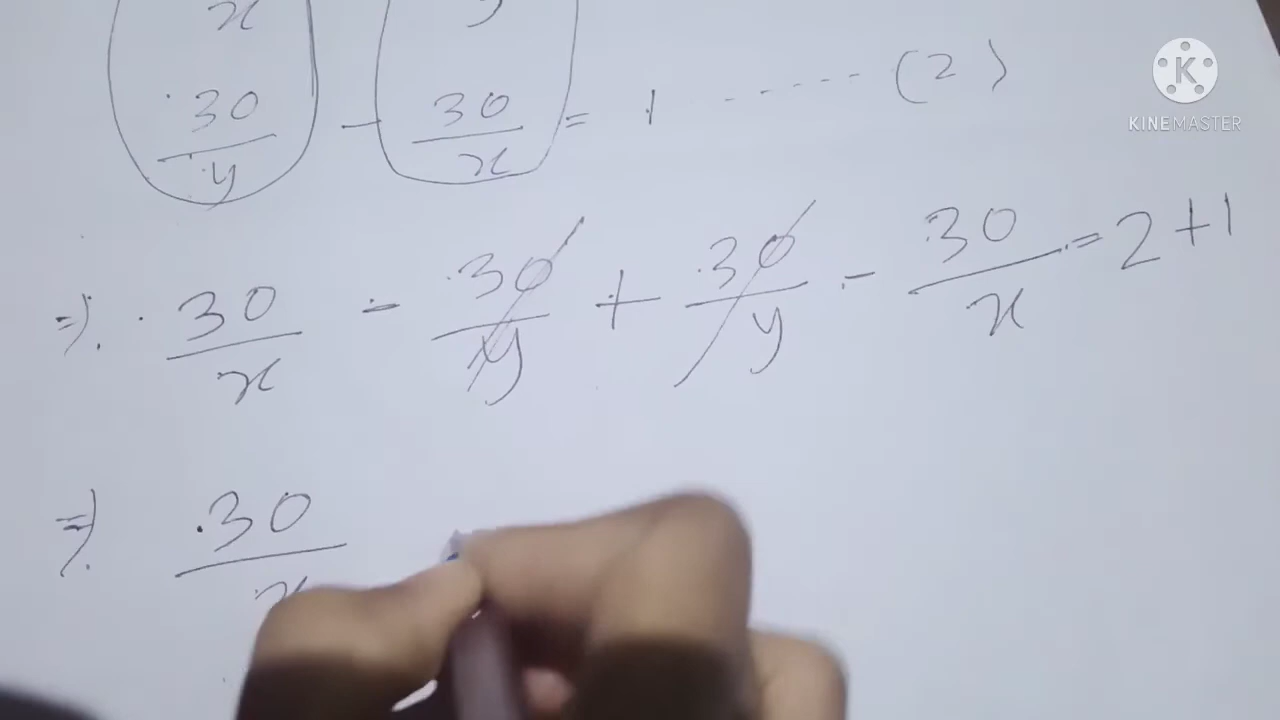 x y
30/y - 30/x = 1 ------ (2)
K
KINEMASTER
⇒). 30/x - 30/y + 30/y - 30/x = 2+1
⇒). 30/x